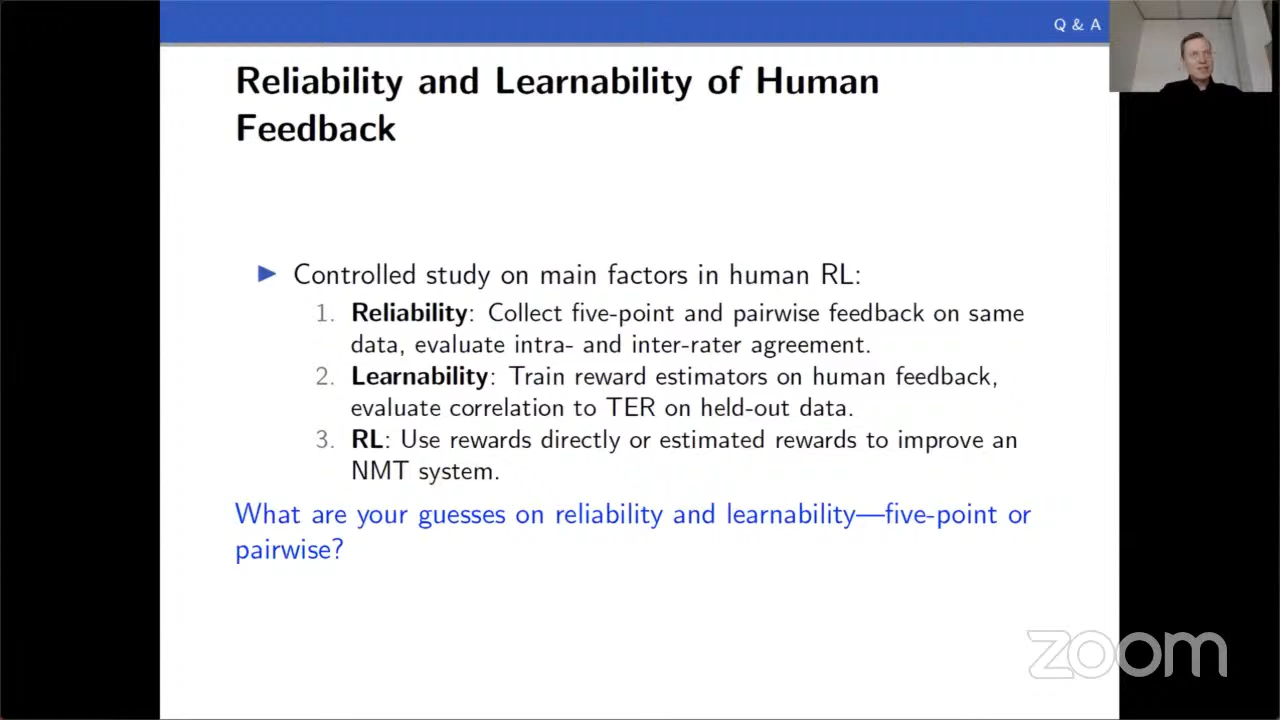 Q & A
Reliability and Learnability of Human
Feedback
Controlled study on main factors in human RL:
1. Reliability: Collect five-point and pairwise feedback on same
data, evaluate intra- and inter-rater agreement.
2. Learnability: Train reward estimators on human feedback,
evaluate correlation to TER on held-out data.
3. RL: Use rewards directly or estimated rewards to improve an
NMT system.
What are your guesses on reliability and learnability—five-point or
pairwise?
zoom